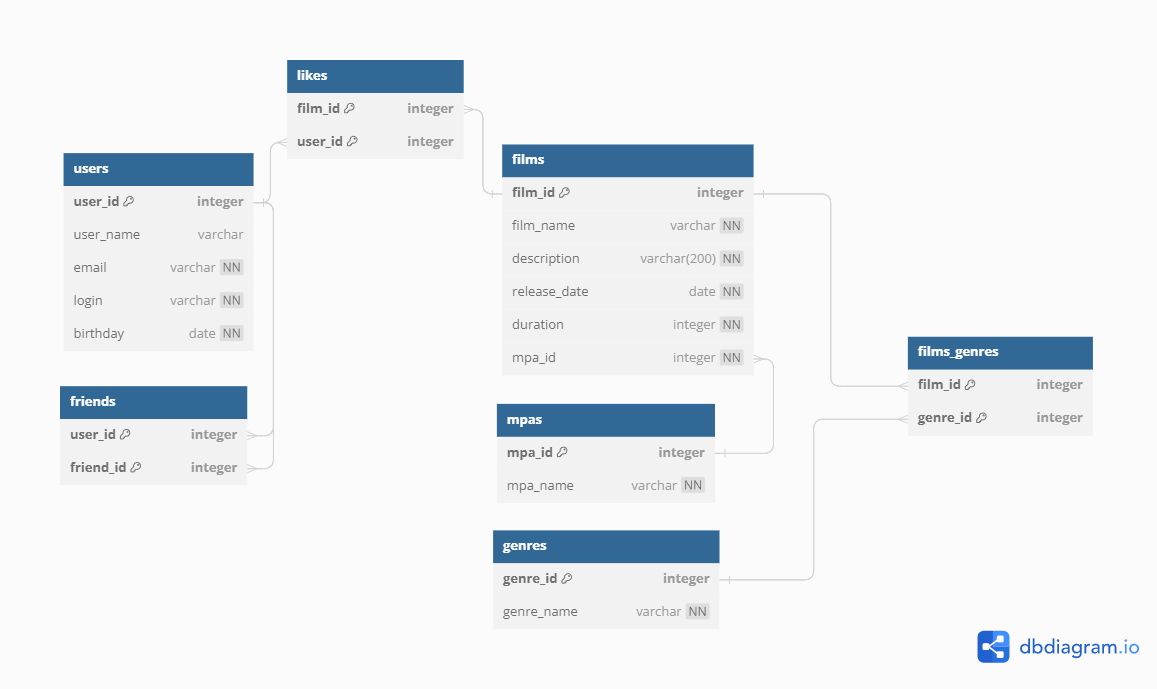 likes
film_id integer
user_id integer
users
user_id integer
user_name varchar
email varchar NN
login varchar NN
birthday date NN
friends
user_id integer
friend_id integer
films
film_id integer
film_name varchar NN
description varchar(200) NN
release_date date NN
duration integer NN
mpa_id integer NN
mpas
mpa_id integer
mpa_name varchar NN
genres
genre_id integer
genre_name varchar NN
films_genres
film_id integer
genre_id integer
dbdiagram.io